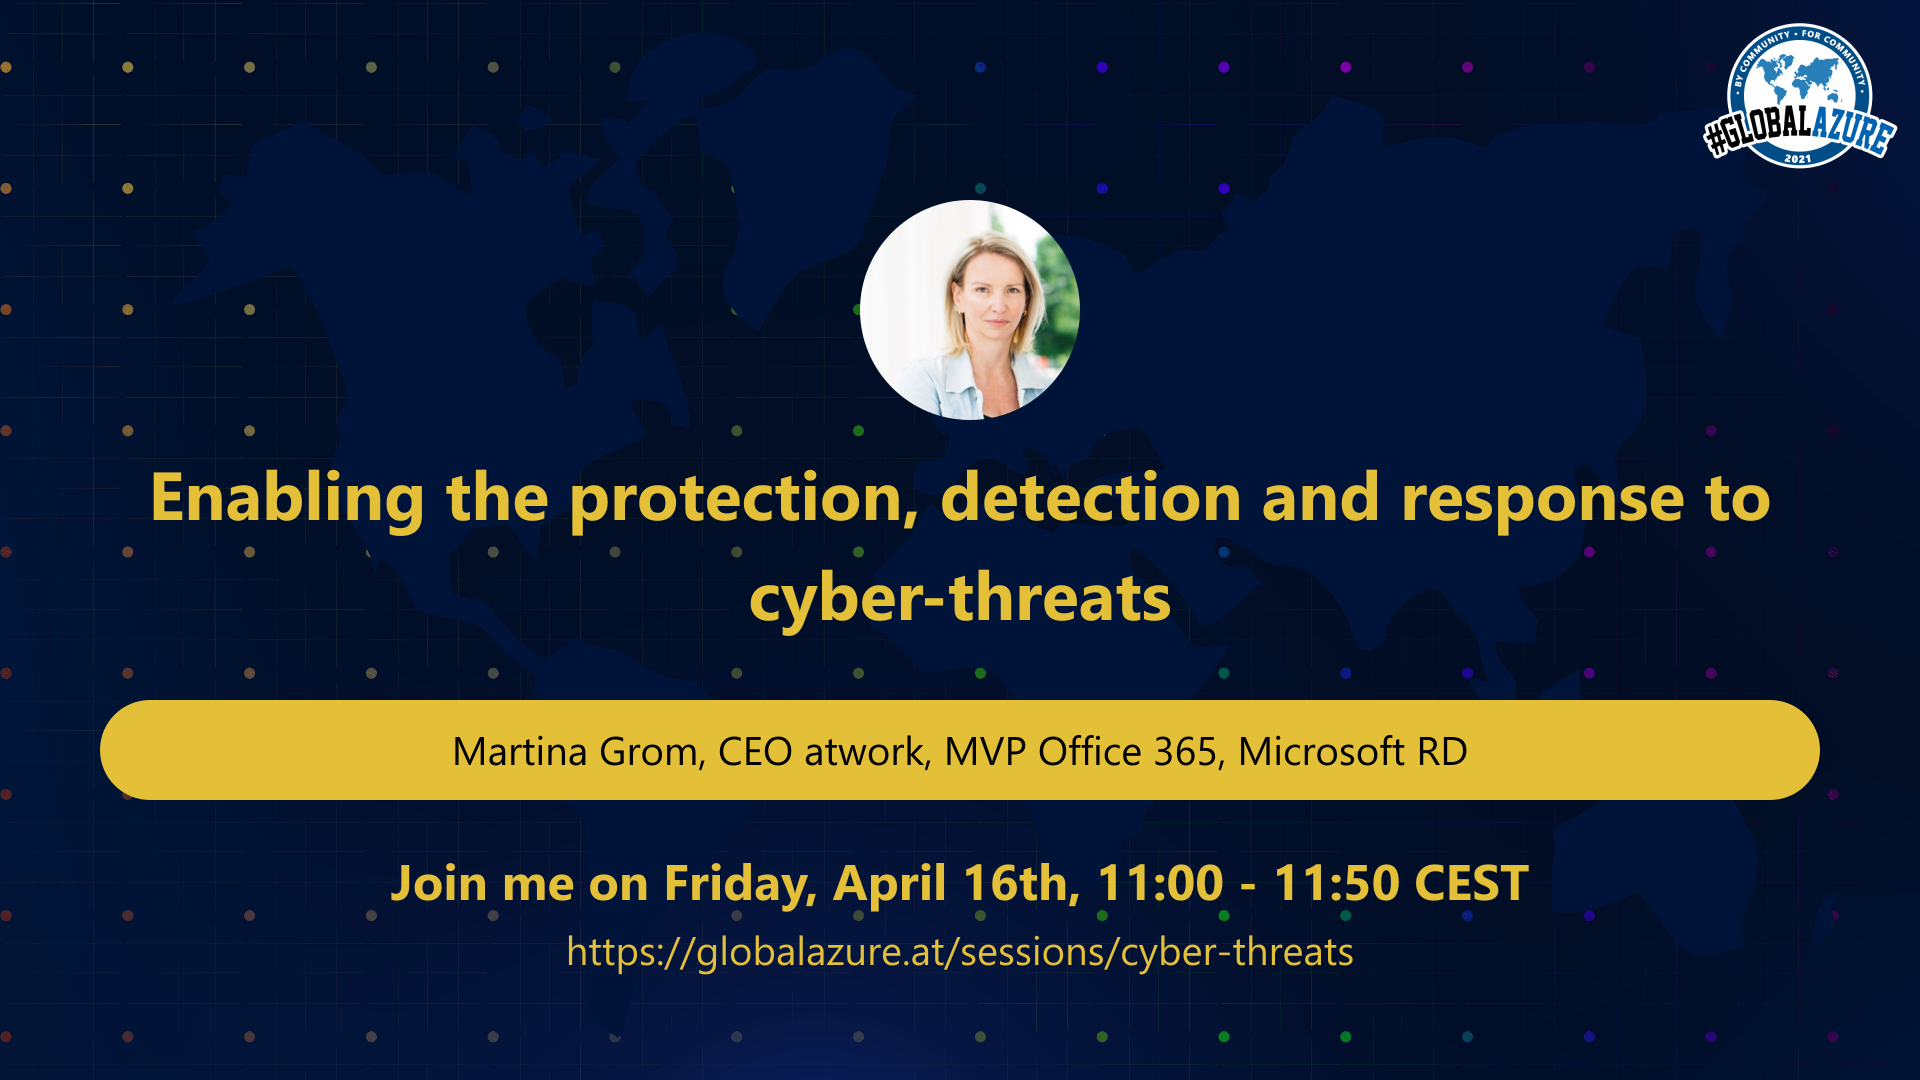 • BY COMMUNITY • FOR COMMUNITY •
#GLOBALAZURE
2021
Enabling the protection, detection and response to
cyber-threats
Martina Grom, CEO atwork, MVP Office 365, Microsoft RD
Join me on Friday, April 16th, 11:00 - 11:50 CEST
https://globalazure.at/sessions/cyber-threats